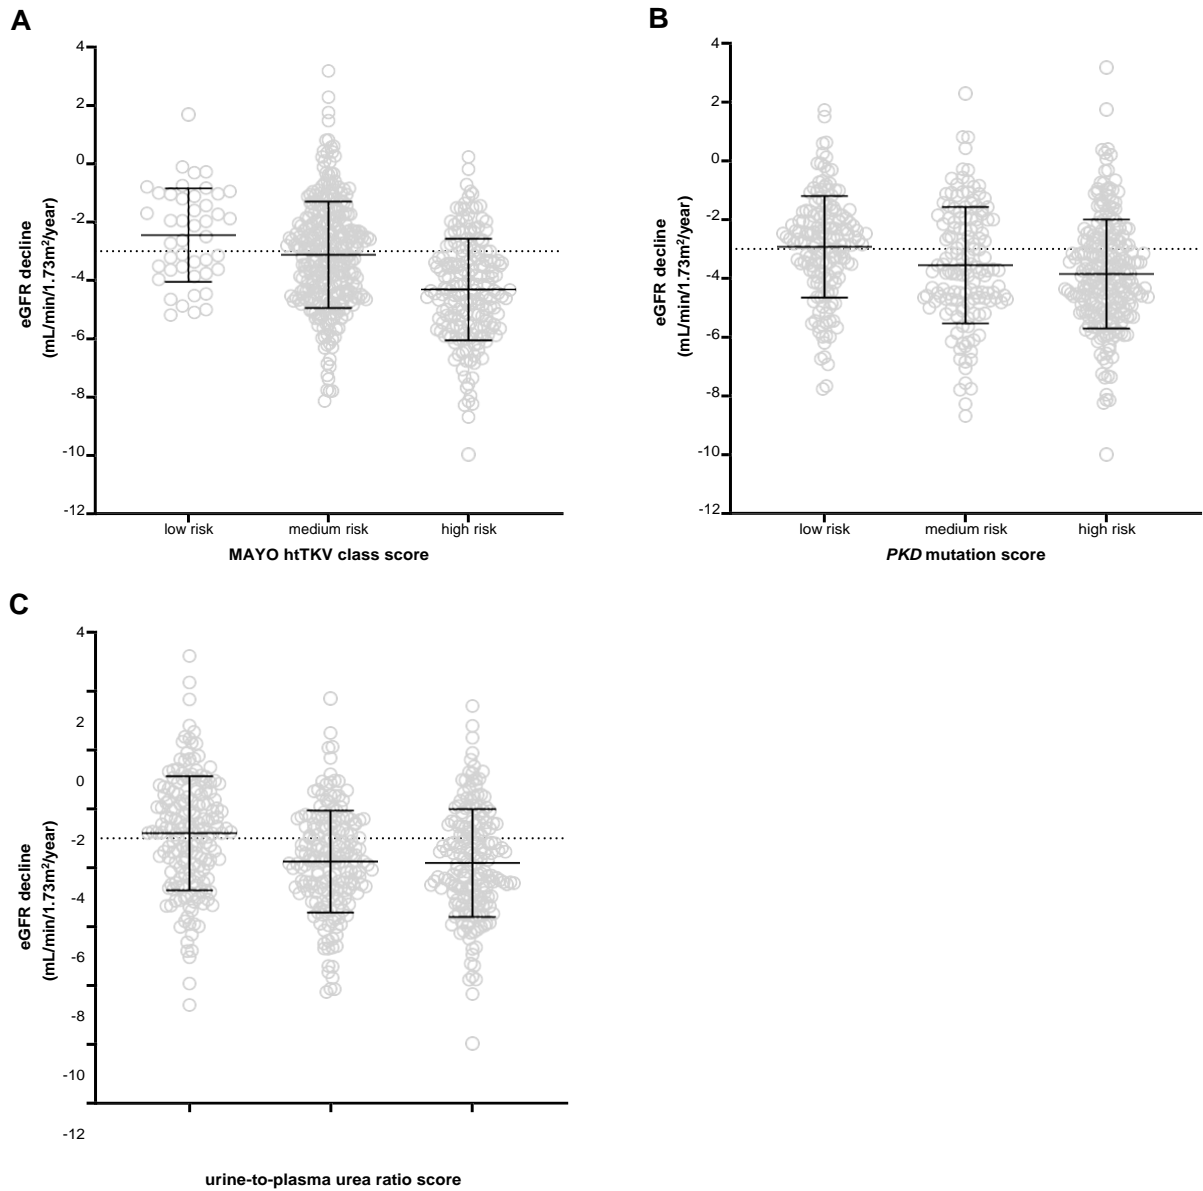 A
4
2
0
-2
-4
-6
-8
-10
-12
eGFR decline
(mL/min/1.73m²/year)
low risk medium risk high risk
MAYO htTKV class score
B
4
2
0
-2
-4
-6
-8
-10
-12
eGFR decline
(mL/min/1.73m²/year)
low risk medium risk high risk
PKD mutation score
C
4
2
0
-2
-4
-6
-8
-10
-12
eGFR decline
(mL/min/1.73m²/year)
urine-to-plasma urea ratio score